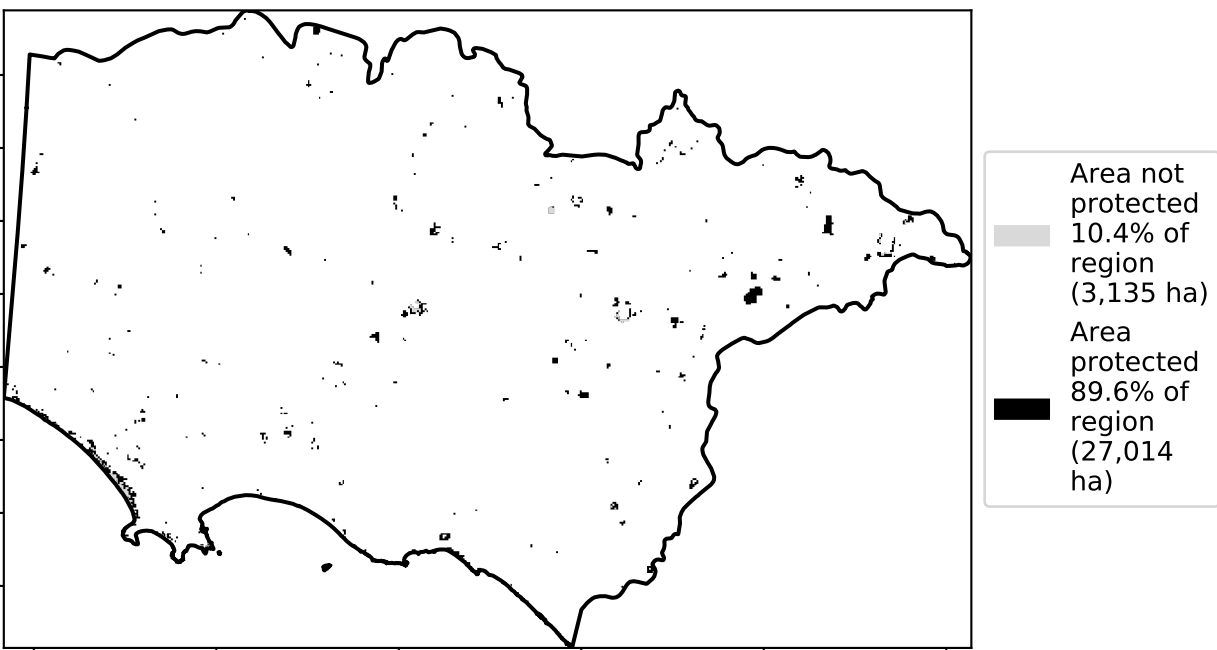 Area not
protected
10.4% of
region
(3,135 ha)
Area
protected
89.6% of
region
(27,014
ha)